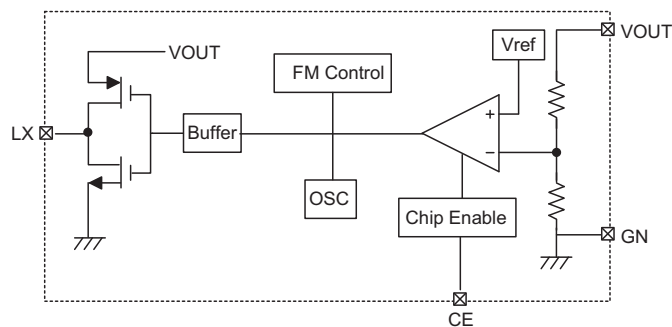 VOUT
VOUT
Vref
FM Control
LX
Buffer
+
−
OSC
Chip Enable
GN
CE